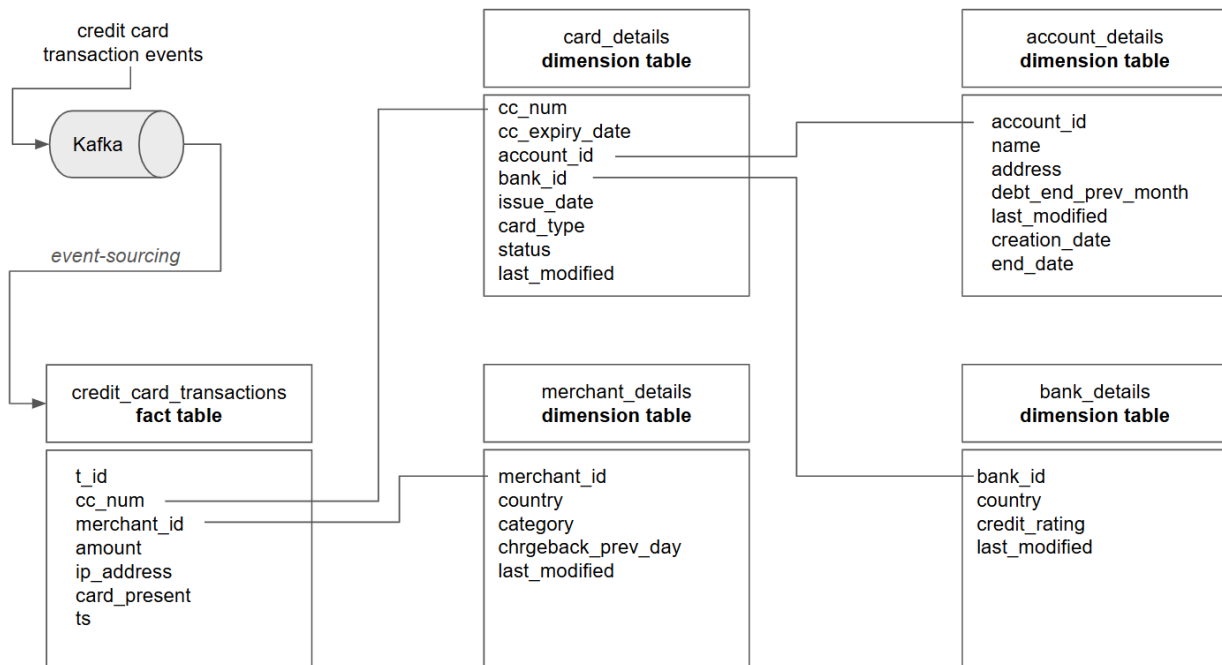 credit card
transaction events
Kafka
event-sourcing
credit_card_transactions
fact table
t_id
cc_num
merchant_id
amount
ip_address
card_present
ts
card_details
dimension table
cc_num
cc_expiry_date
account_id
bank_id
issue_date
card_type
status
last_modified
merchant_details
dimension table
merchant_id
country
category
chrgeback_prev_day
last_modified
account_details
dimension table
account_id
name
address
debt_end_prev_month
last_modified
creation_date
end_date
bank_details
dimension table
bank_id
country
credit_rating
last_modified